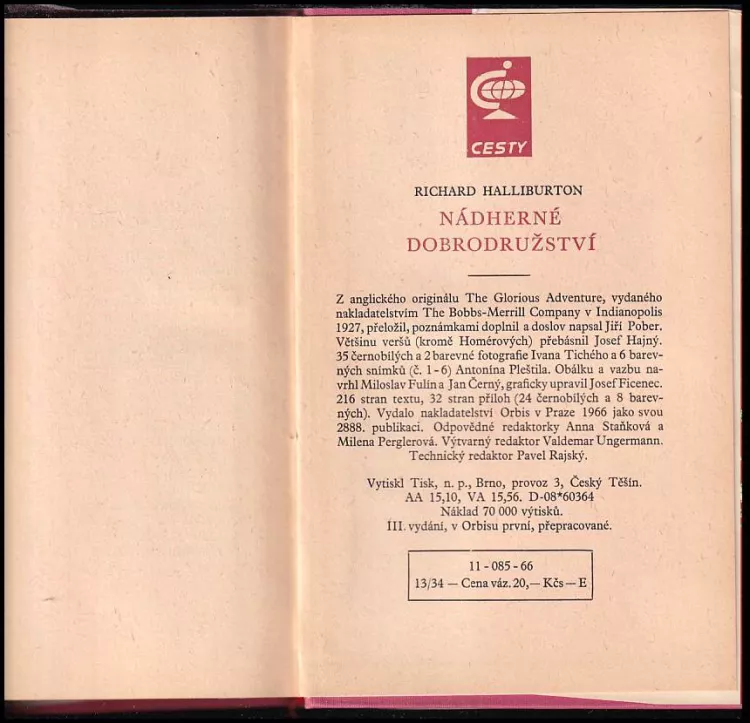 CESTY
RICHARD HALLIBURTON
NÁDHERNÉ
DOBRODRUŽSTVÍ
Z anglického originálu The Glorious Adventure, vydaného
nakladatelstvím The Bobbs-Merrill Company v Indianopolis
1927, přeložil, poznámkami doplnil a doslov napsal Jiří Pober.
Většinu veršů (kromě Homérových) přebásnil Josef Hajný.
35 černobílých a 2 barevné fotografie Ivana Tichého a 6 barev-
ných snímků (č. 1-6) Antonína Pleštila. Obálku a vazbu na-
vrhl Miloslav Fulín a Jan Černý, graficky upravil Josef Ficenec.
216 stran textu, 32 stran příloh (24 černobílých a 8 barev-
ných). Vydalo nakladatelství Orbis v Praze 1966 jako svou
2888. publikaci. Odpovědné redaktorky Anna Staňková a
Milena Perglerová. Výtvarný redaktor Valdemar Ungermann.
Technický redaktor Pavel Rajský.
Vytiskl Tisk, n. p., Brno, provoz 3, Český Těšín.
AA 15,10, VA 15,56. D-08*60364
Náklad 70 000 výtisků.
III. vydání, v Orbisu první, přepracované.
11 - 085 - 66
13/34 — Cena váz. 20,— Kčs — E